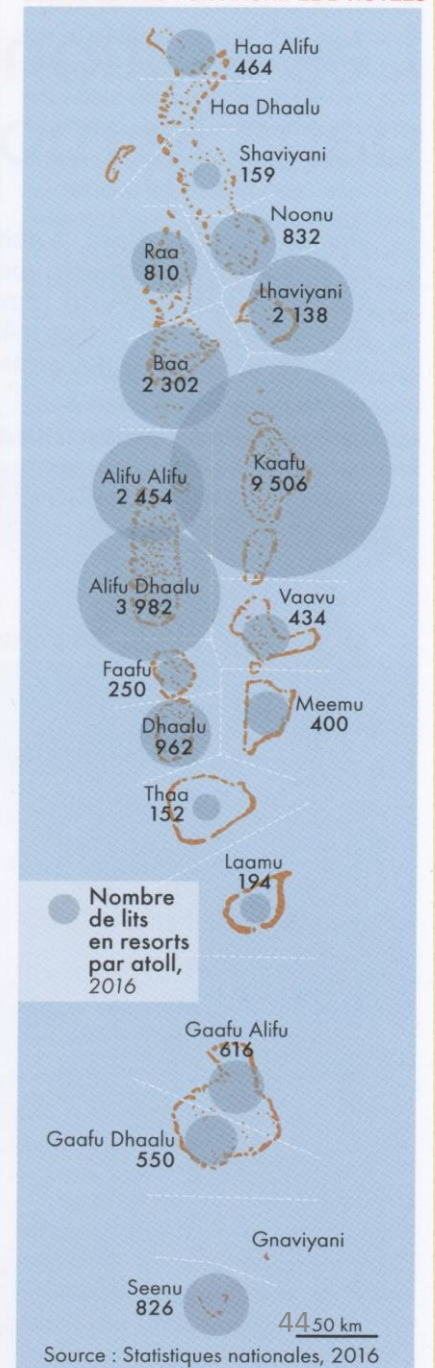 Haa Alifu
464
Haa Dhaalu
Shaviyani
159
Noonu
832
Raa
810
Lhaviyani
2 138
Baa
2 302
Kaafu
9 506
Alifu Alifu
2 454
Alifu Dhaalu
3 982
Vaavu
434
Faafu
250
Meemu
400
Dhaalu
962
Thaa
152
Laamu
194
Nombre
de lits
en resorts
par atoll,
2016
Gaafu Alifu
616
Gaafu Dhaalu
550
Gnaviyani
Seenu
826
44
50 km
Source : Statistiques nationales, 2016